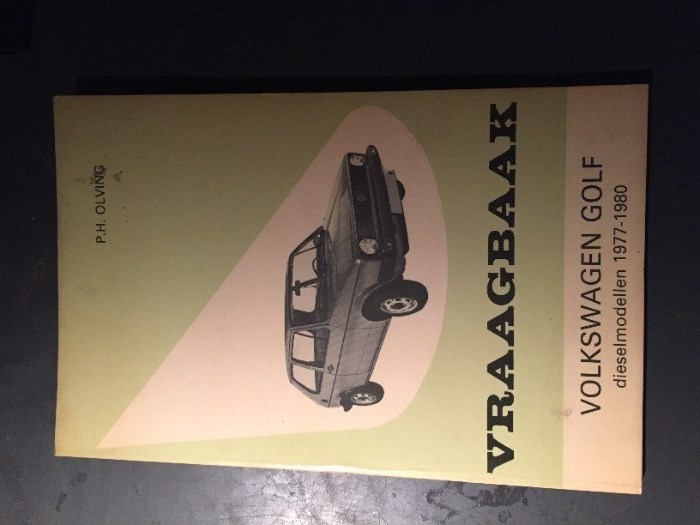 P.H. OLVING
VRAAGBAAK
VOLKSWAGEN GOLF
dieselmodellen 1977-1980